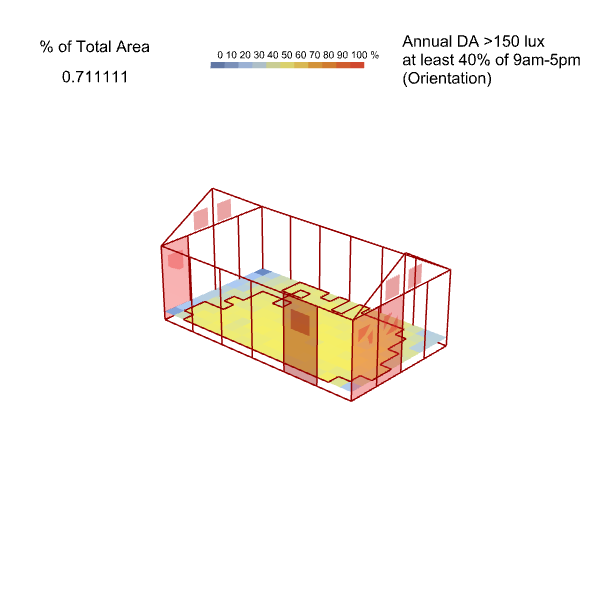 % of Total Area
0.711111
0 10 20 30 40 50 60 70 80 90 100 %
Annual DA >150 lux
at least 40% of 9am-5pm
(Orientation)